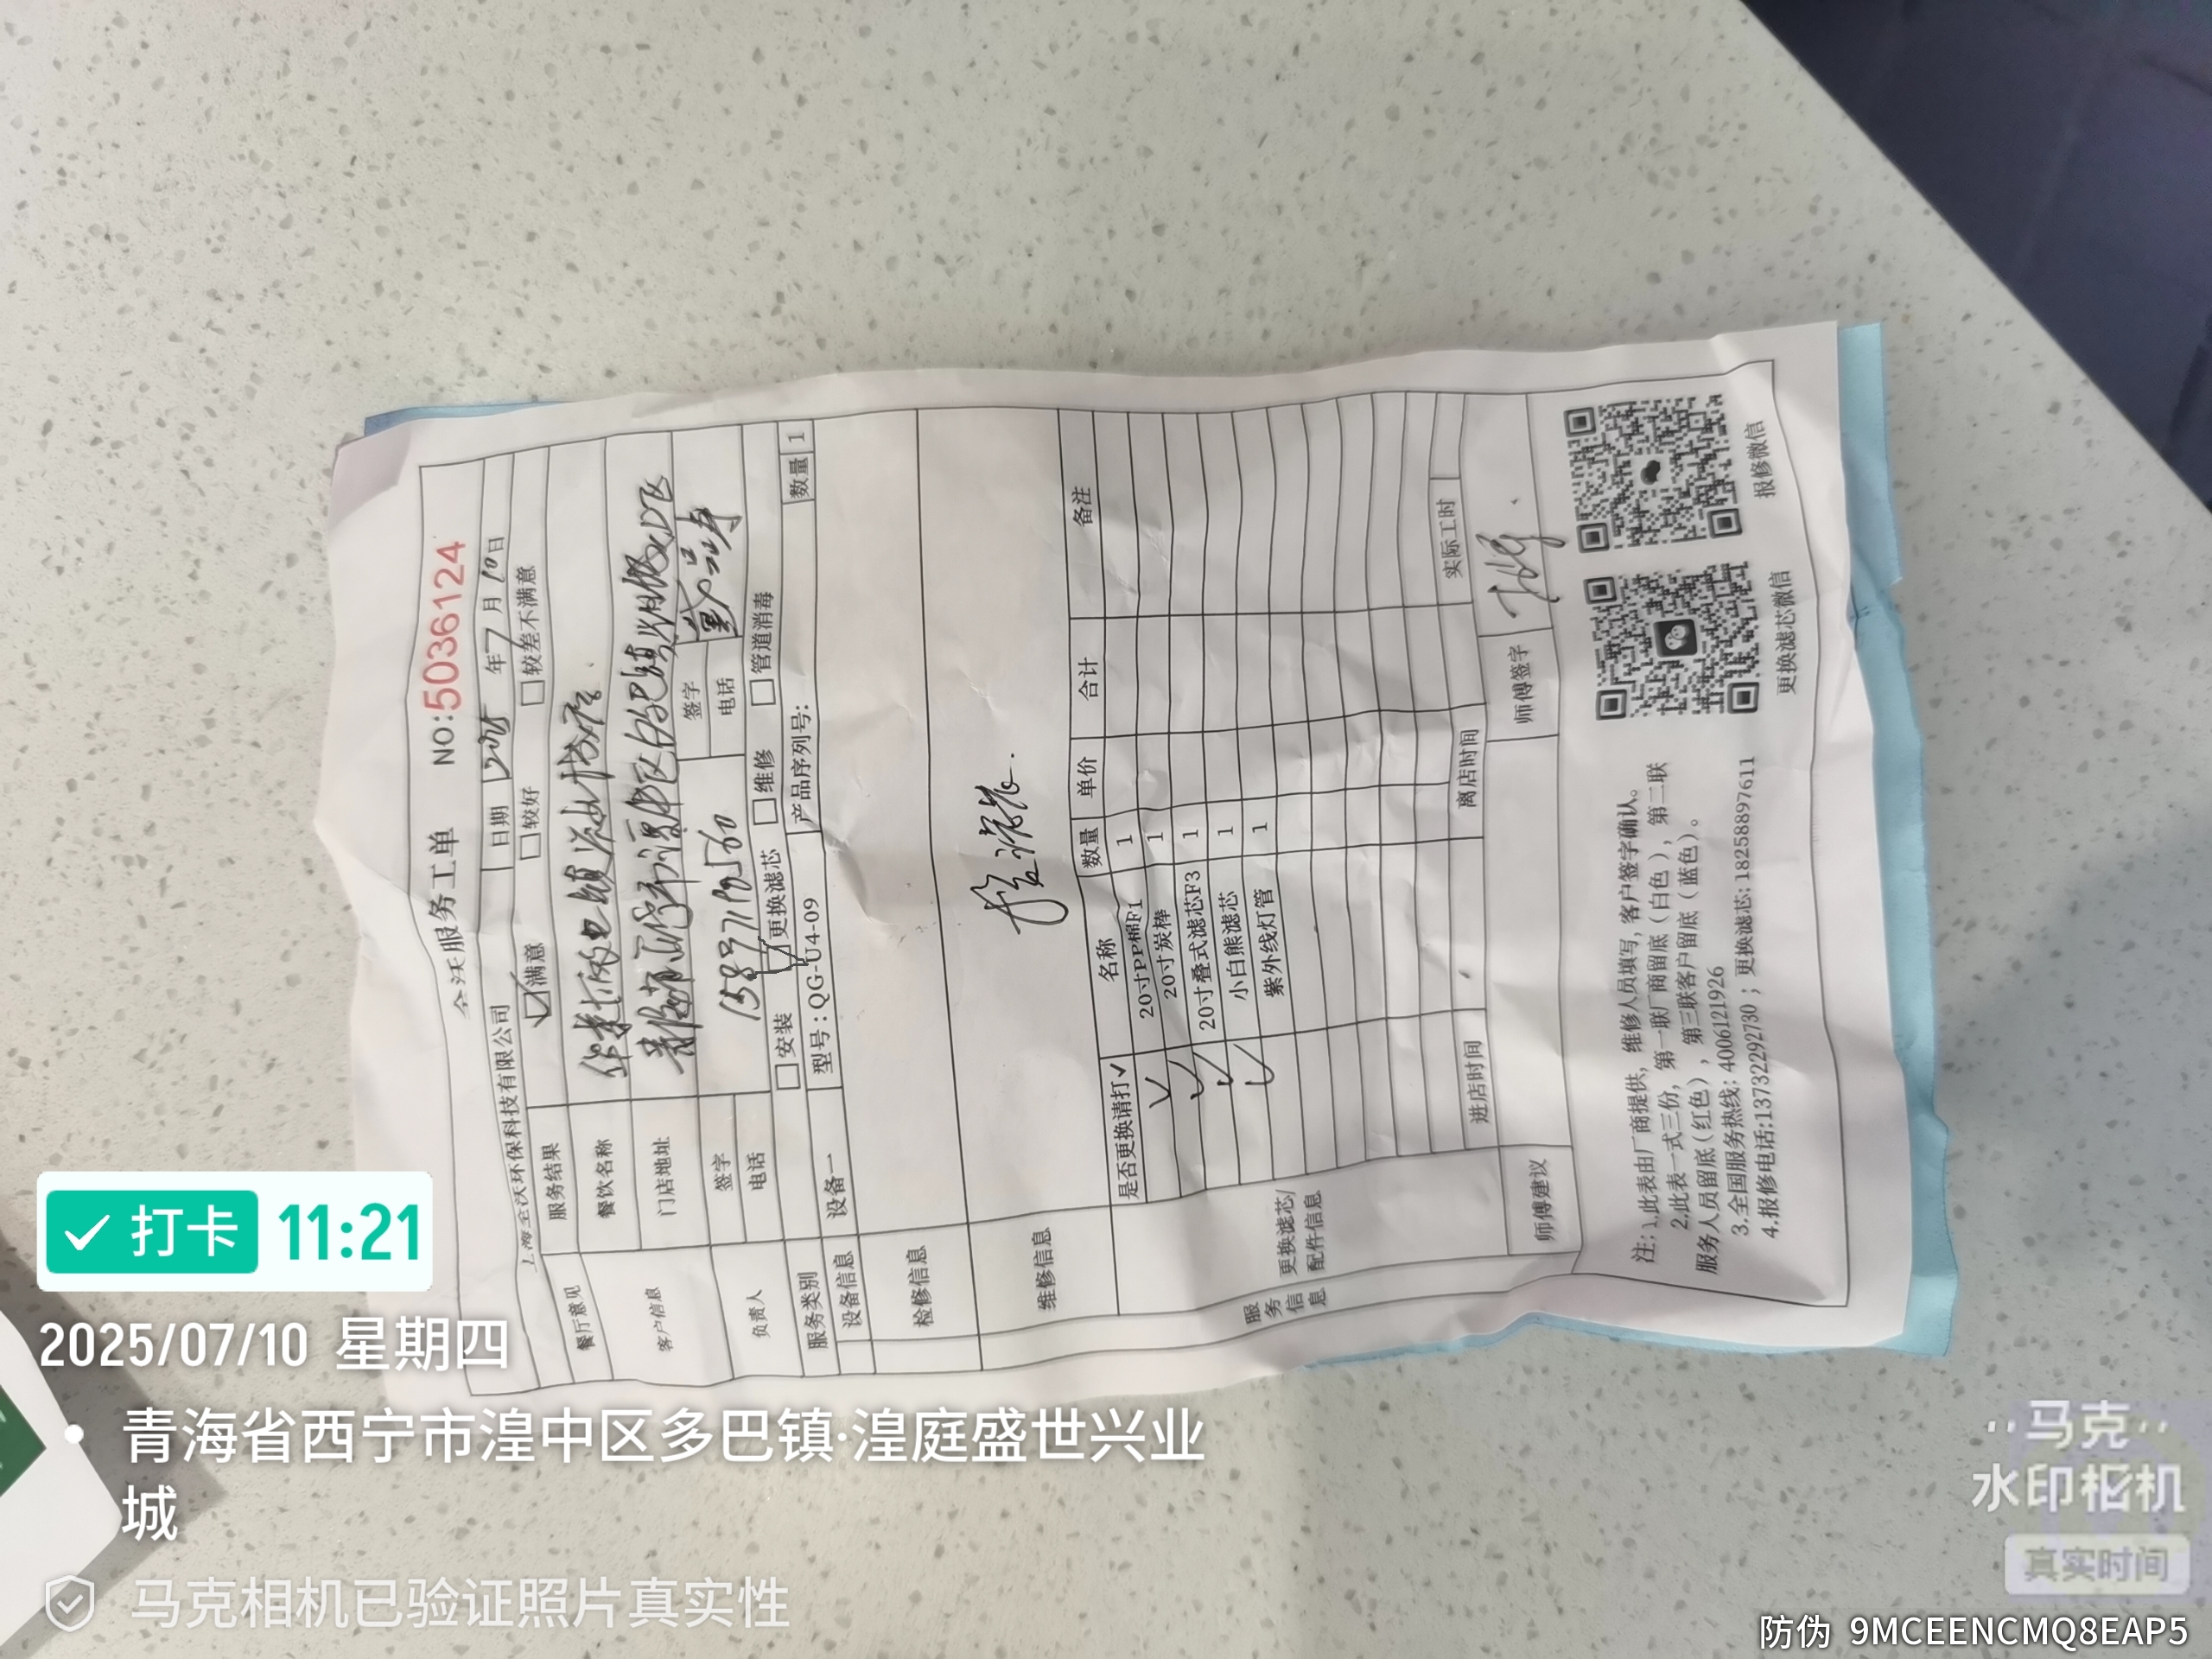 全沃服务工单 NO:5036124
上海全沃环保科技有限公司 日期 2025 年 7 月 10 日
餐厅意见 服务结果 满意 较好 较差不满意
客户信息 餐饮名称
门店地址 青海省西宁市湟中区多巴镇
负责人 签字 签字
电话 电话
服务类别 安装 更换滤芯 维修 管道消毒
设备信息 设备一 型号:QG-U4-09 产品序列号: 数量 1
检修信息
维修信息
服务信息
更换滤芯/配件信息
是否更换请打✓ 名称 数量 单价 合计 备注
✓ 20寸PP棉F1 1
✓ 20寸炭棒 1
✓ 20寸叠式滤芯F3 1
✓ 小白熊滤芯 1
紫外线灯管 1
进店时间 离店时间 实际工时
师傅建议 师傅签字
注:1.此表由厂商提供,维修人员填写,客户签字确认。
2.此表一式三份,第一联厂商留底(白色),第二联
服务人员留底(红色),第三联客户留底(蓝色)。
3.全国服务热线:4006121926
4.报修电话:13732292730;更换滤芯:18258897611
更换滤芯微信 报修微信
打卡 11:21
2025/07/10 星期四
青海省西宁市湟中区多巴镇·湟庭盛世兴业
城
马克相机已验证照片真实性
马克
水印相机
真实时间
防伪 9MCEENCMQ8EAP5